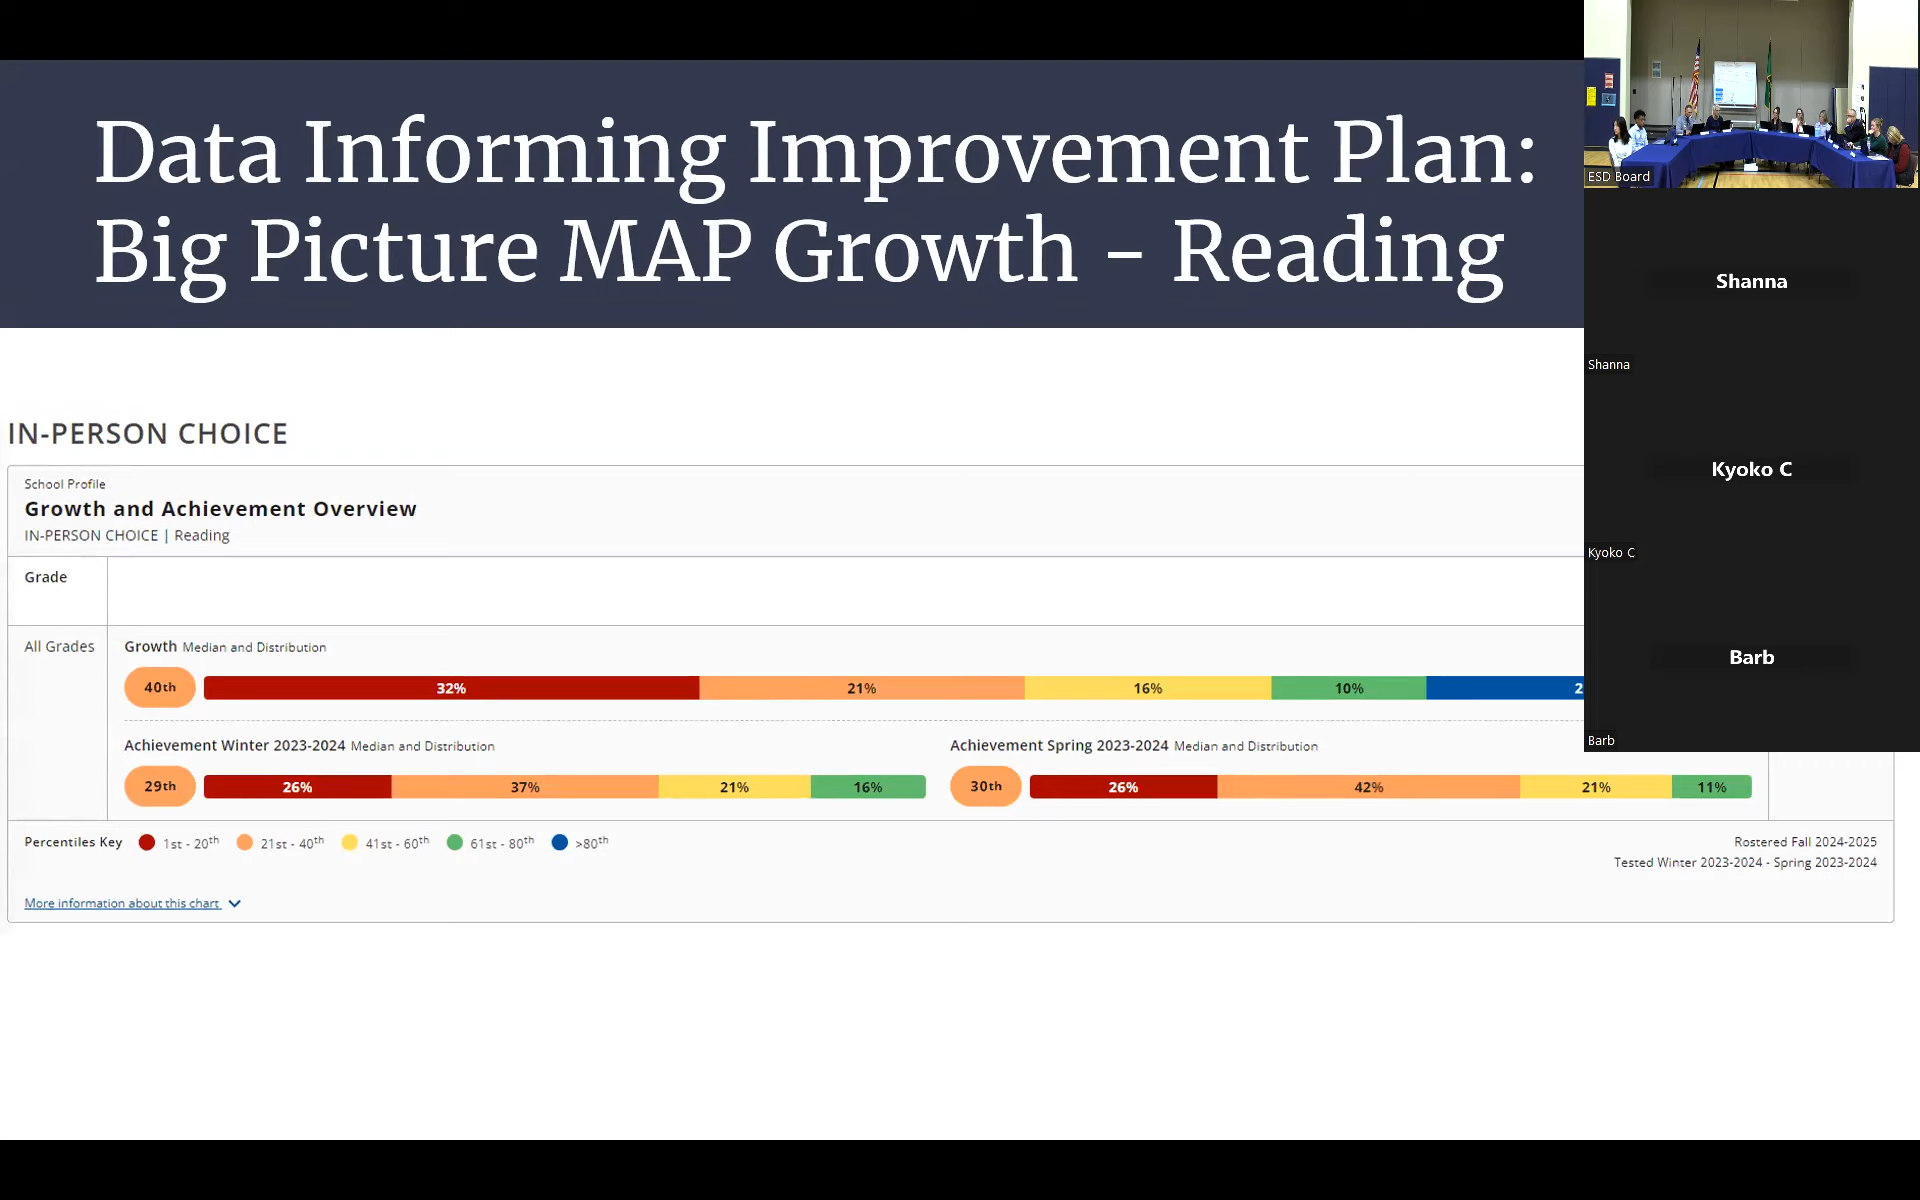 Data Informing Improvement Plan:
Big Picture MAP Growth - Reading
IN-PERSON CHOICE
School Profile
Growth and Achievement Overview
IN-PERSON CHOICE | Reading
Grade
All Grades
Growth Median and Distribution
40th
32%
21%
16%
10%
2
Achievement Winter 2023-2024 Median and Distribution
29th
26%
37%
21%
16%
Achievement Spring 2023-2024 Median and Distribution
30th
26%
42%
21%
11%
Percentiles Key
1st - 20th
21st - 40th
41st - 60th
61st - 80th
>80th
Rostered Fall 2024-2025
Tested Winter 2023-2024 - Spring 2023-2024
More information about this chart
ESD Board
Shanna
Shanna
Kyoko C
Kyoko C
Barb
Barb